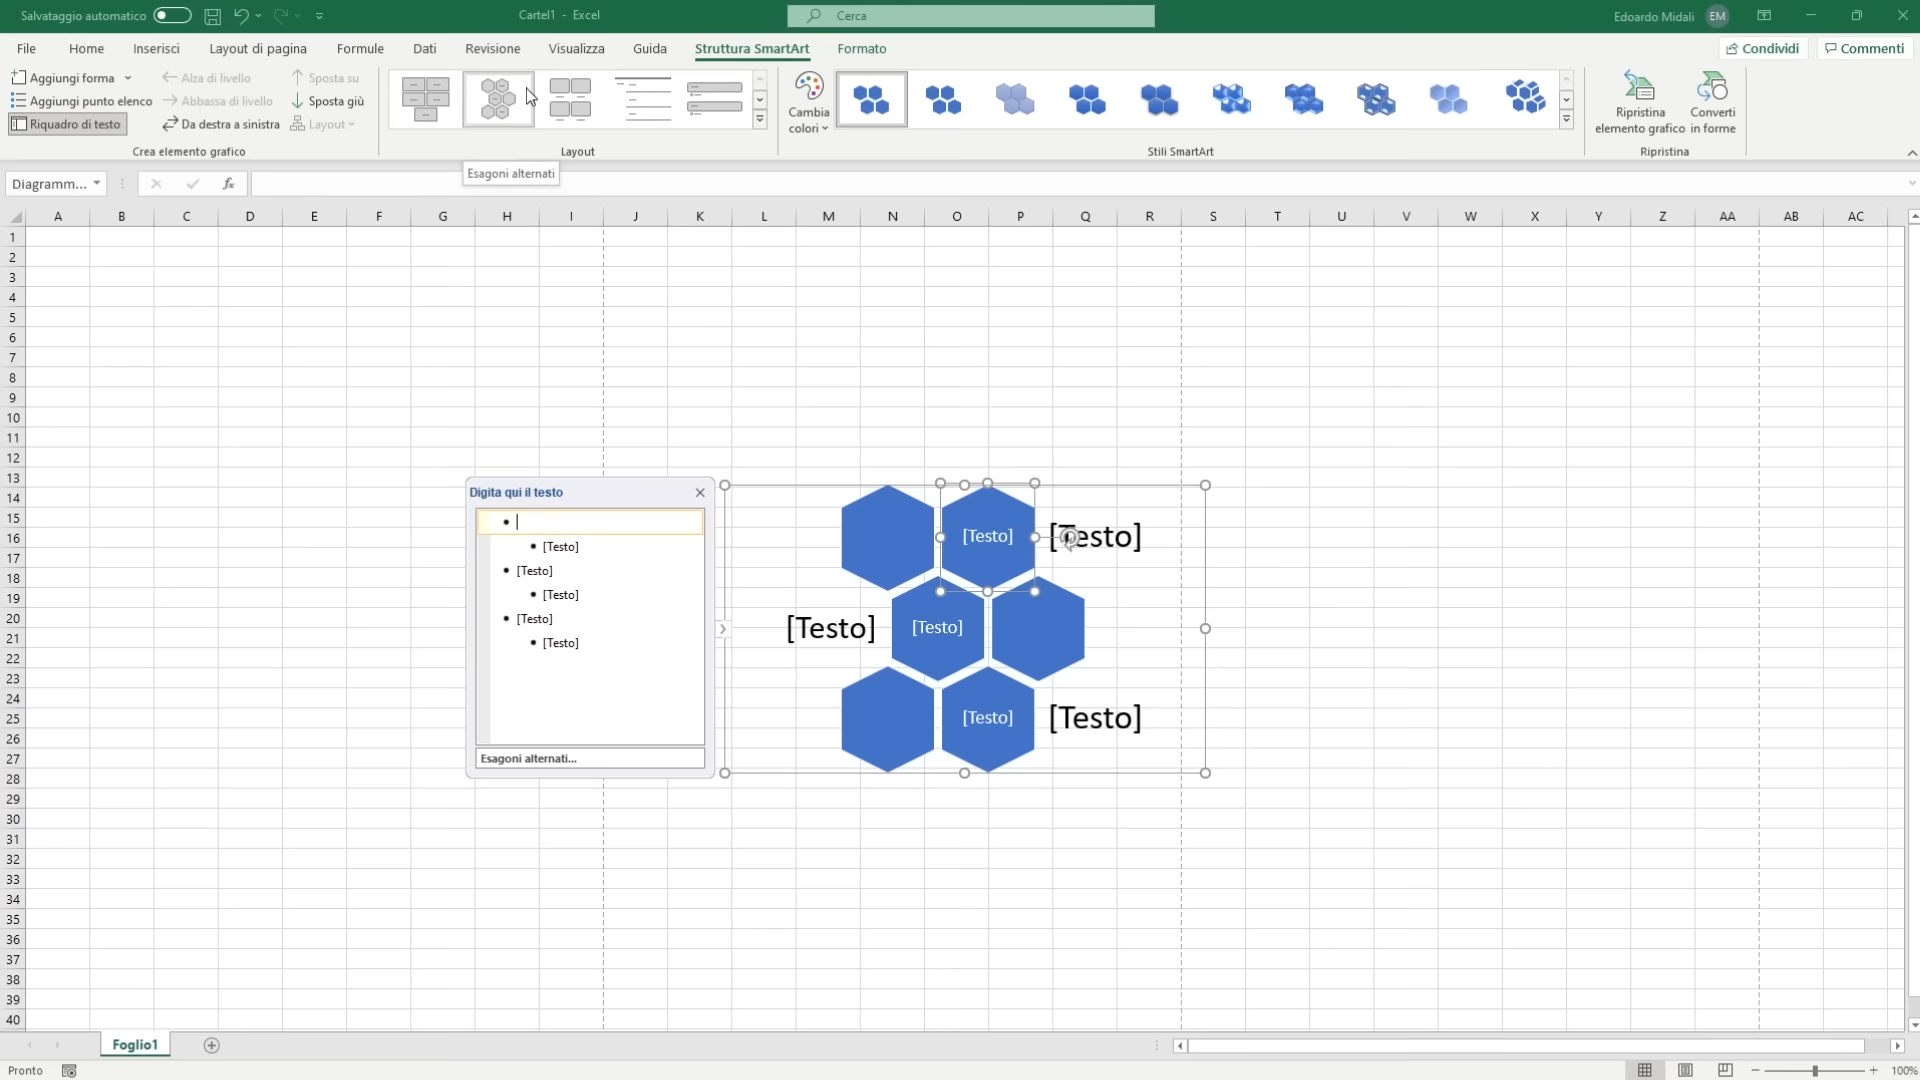 Salvataggio automatico
Cartel1 - Excel
Cerca
Edoardo Midali
EM
File Home Inserisci Layout di pagina Formule Dati Revisione Visualizza Guida Struttura SmartArt Formato
Condividi
Commenti
Aggiungi forma
Alza di livello
Sposta su
Aggiungi punto elenco
Abbassa di livello
Sposta giù
Riquadro di testo
Da destra a sinistra
Layout
Cambia
colori
Ripristina
elemento grafico
Converti
in forme
Crea elemento grafico
Layout
Stili SmartArt
Ripristina
Esagoni alternati
Diagramm...
fx
A B C D E F G H I J K L M N O P Q R S T U V W X Y Z AA AB AC
1
2
3
4
5
6
7
8
9
10
11
12
13
14
15
16
17
18
19
20
21
22
23
24
25
26
27
28
29
30
31
32
33
34
35
36
37
38
39
40
Digita qui il testo
[Testo]
[Testo]
[Testo]
[Testo]
[Testo]
Esagoni alternati...
[Testo]
[Testo]
[Testo]
[Testo]
[Testo]
[Testo]
Foglio1
Pronto
100%